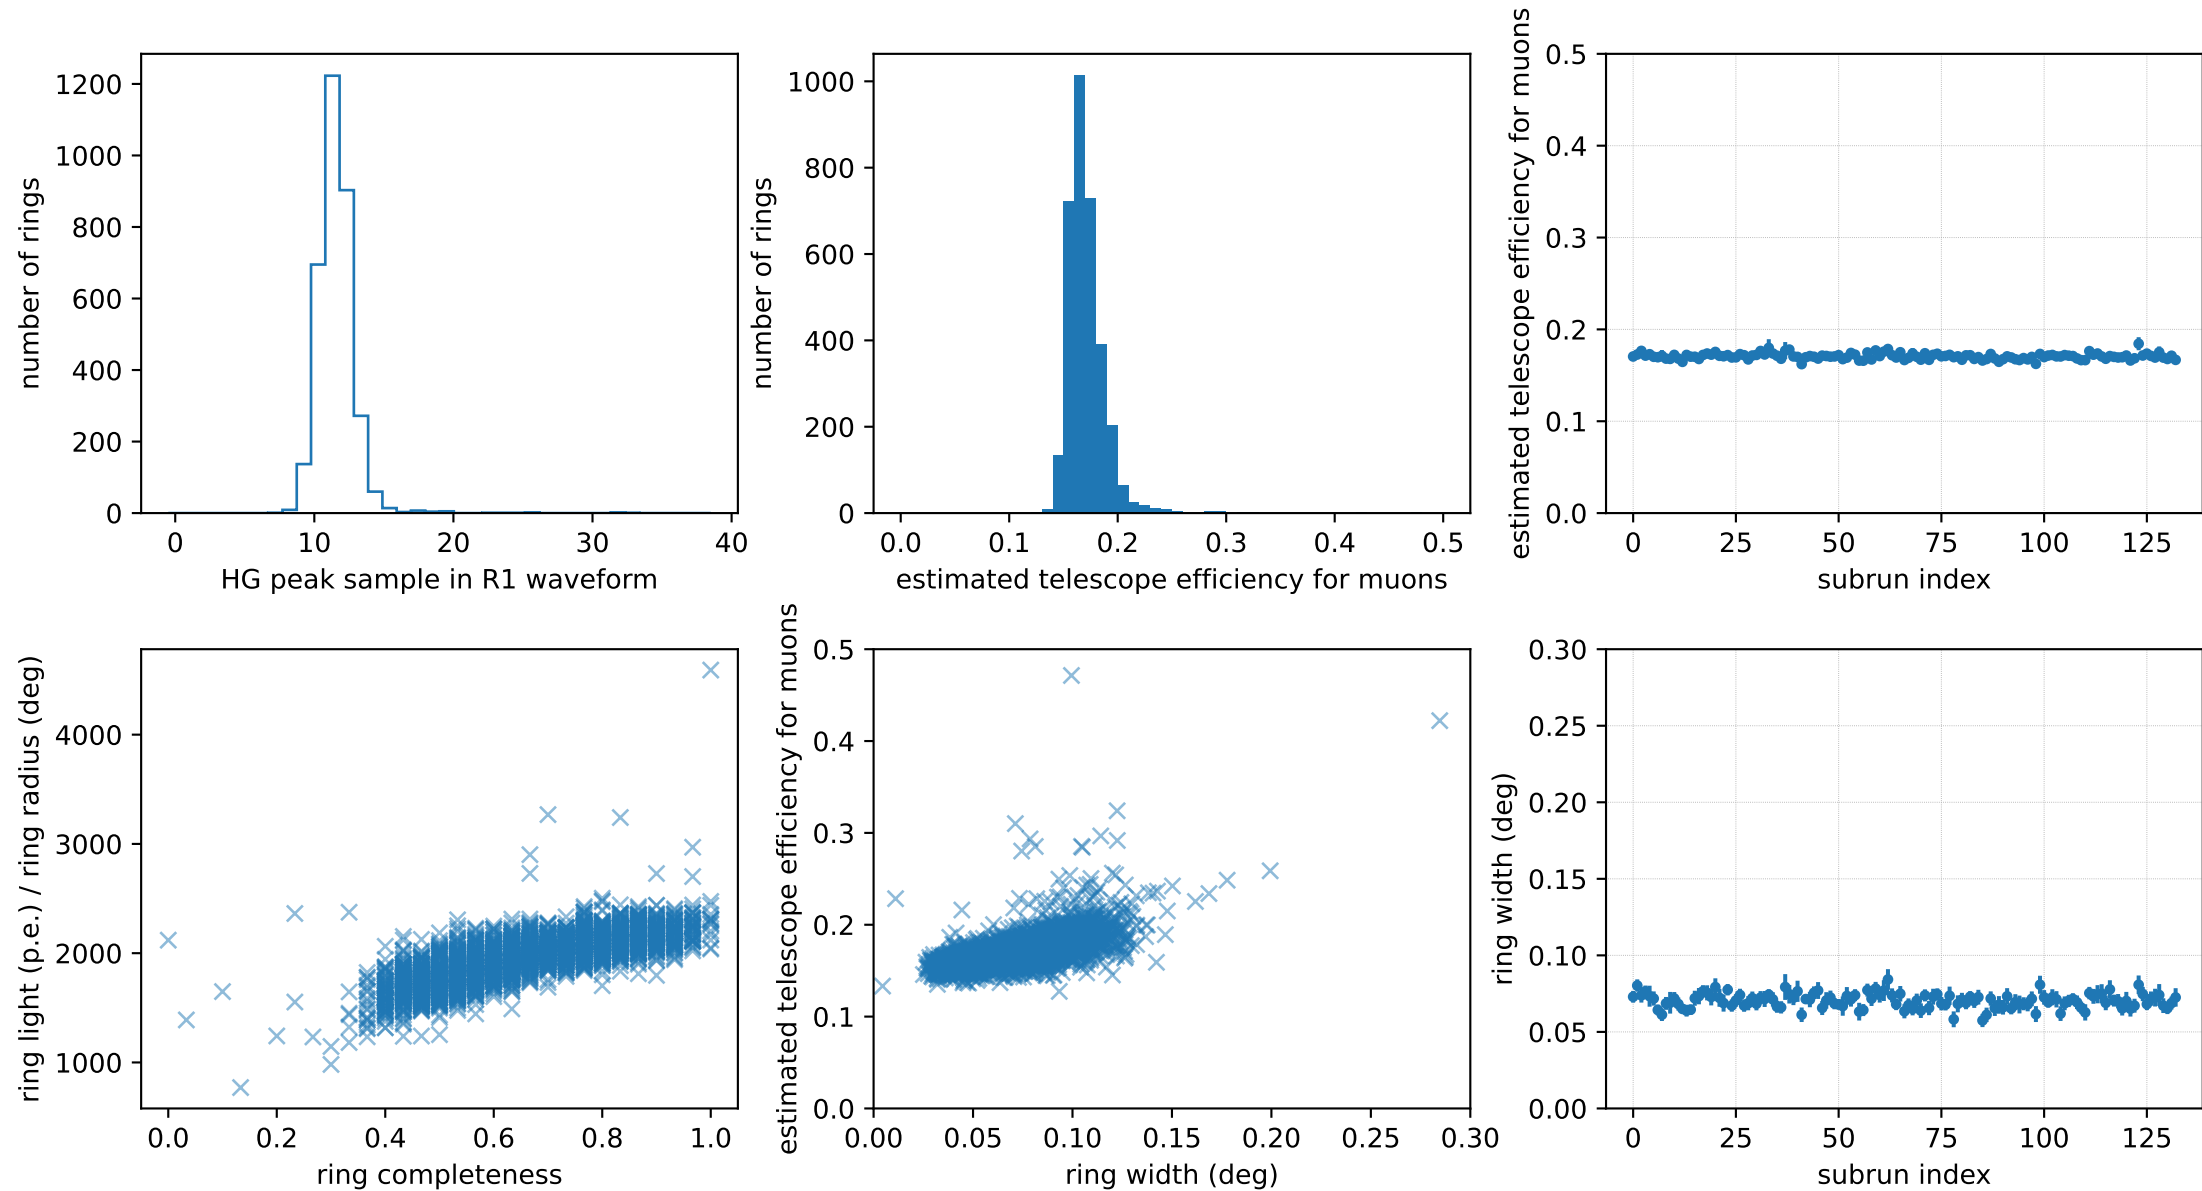 number of rings
1200
1000
800
600
400
200
0
0 10 20 30 40
HG peak sample in R1 waveform
number of rings
1000
800
600
400
200
0
0.0 0.1 0.2 0.3 0.4 0.5
estimated telescope efficiency for muons
estimated telescope efficiency for muons
0.5
0.4
0.3
0.2
0.1
0.0
0 25 50 75 100 125
subrun index
ring light (p.e.) / ring radius (deg)
4000
3000
2000
1000
0.0 0.2 0.4 0.6 0.8 1.0
ring completeness
estimated telescope efficiency for muons
0.5
0.4
0.3
0.2
0.1
0.0
0.00 0.05 0.10 0.15 0.20 0.25 0.30
ring width (deg)
ring width (deg)
0.30
0.25
0.20
0.15
0.10
0.05
0.00
0 25 50 75 100 125
subrun index